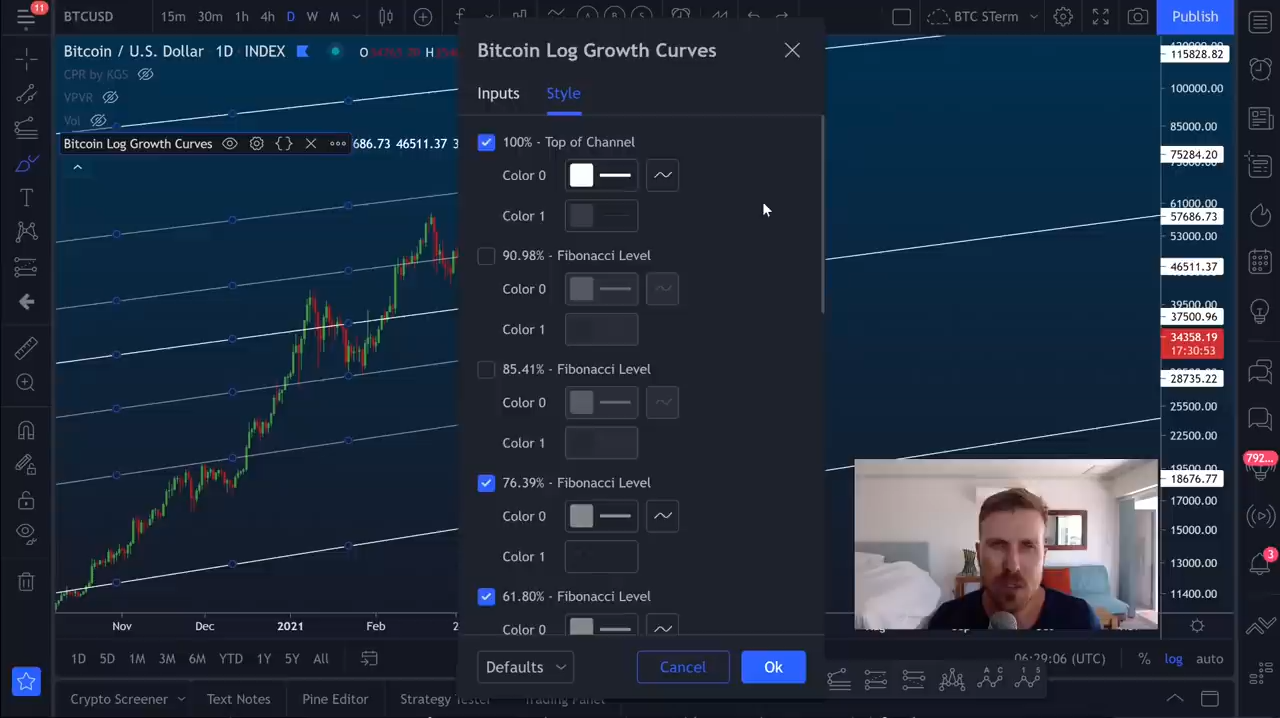 11
BTCUSD
15m 30m 1h 4h D W M
BTC STerm
Publish
Bitcoin / U.S. Dollar 1D INDEX
CPR by KGS
VPVR
Vol
Bitcoin Log Growth Curves
686.73 46511.37
Bitcoin Log Growth Curves
Inputs Style
100% - Top of Channel
Color 0
Color 1
90.98% - Fibonacci Level
Color 0
Color 1
85.41% - Fibonacci Level
Color 0
Color 1
76.39% - Fibonacci Level
Color 0
Color 1
61.80% - Fibonacci Level
Color 0
Defaults
Cancel
Ok
115828.82
100000.00
85000.00
75284.20
61000.00
57686.73
53000.00
46511.37
39500.00
37500.96
34358.19
17:30:53
28735.22
25500.00
22500.00
18676.77
17000.00
15000.00
13000.00
11400.00
Nov Dec 2021 Feb
1D 5D 1M 3M 6M YTD 1Y 5Y All
06:29:06 (UTC) % log auto
Crypto Screener Text Notes Pine Editor Strategy Tester Trading Panel
792...
3